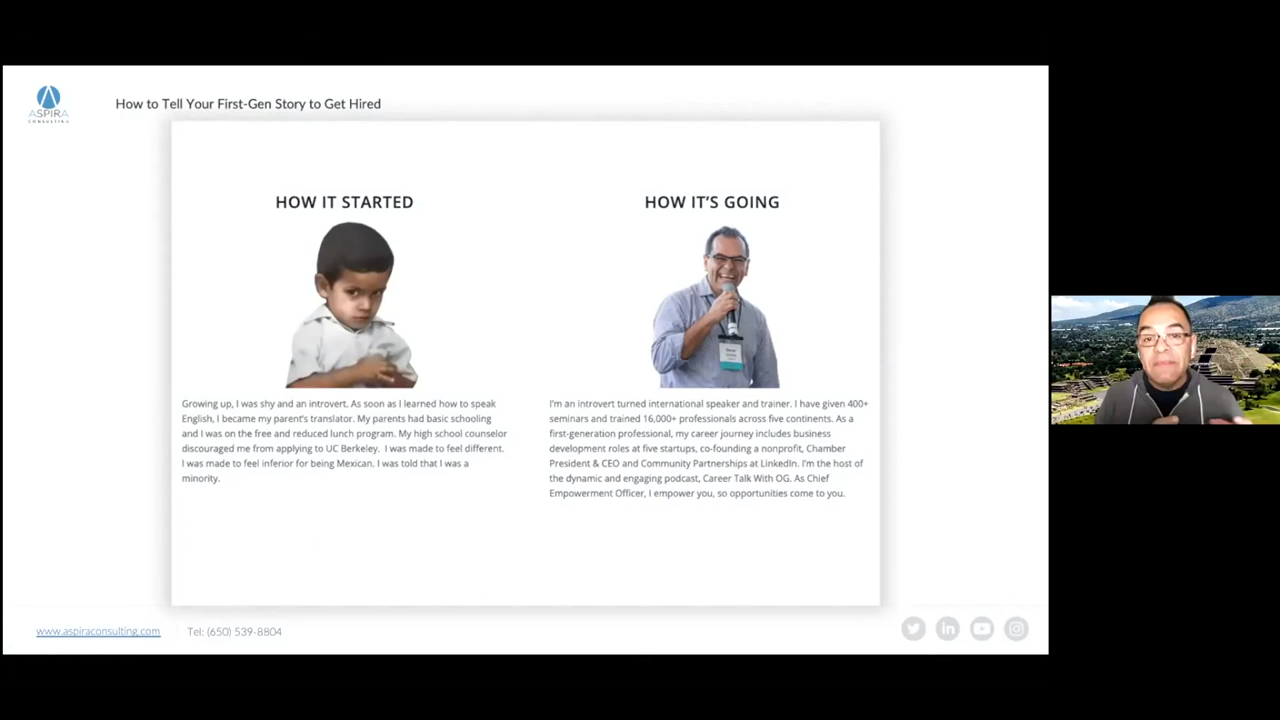 ASPIRA
CONSULTING
How to Tell Your First-Gen Story to Get Hired
HOW IT STARTED
Growing up, I was shy and an introvert. As soon as I learned how to speak
English, I became my parent's translator. My parents had basic schooling
and I was on the free and reduced lunch program. My high school counselor
discouraged me from applying to UC Berkeley. I was made to feel different.
I was made to feel inferior for being Mexican. I was told that I was a
minority.
HOW IT'S GOING
I'm an introvert turned international speaker and trainer. I have given 400+
seminars and trained 16,000+ professionals across five continents. As a
first-generation professional, my career journey includes business
development roles at five startups, co-founding a nonprofit, Chamber
President & CEO and Community Partnerships at LinkedIn. I'm the host of
the dynamic and engaging podcast, Career Talk With OG. As Chief
Empowerment Officer, I empower you, so opportunities come to you.
www.aspiraconsulting.com
Tel: (650) 539-8804
in